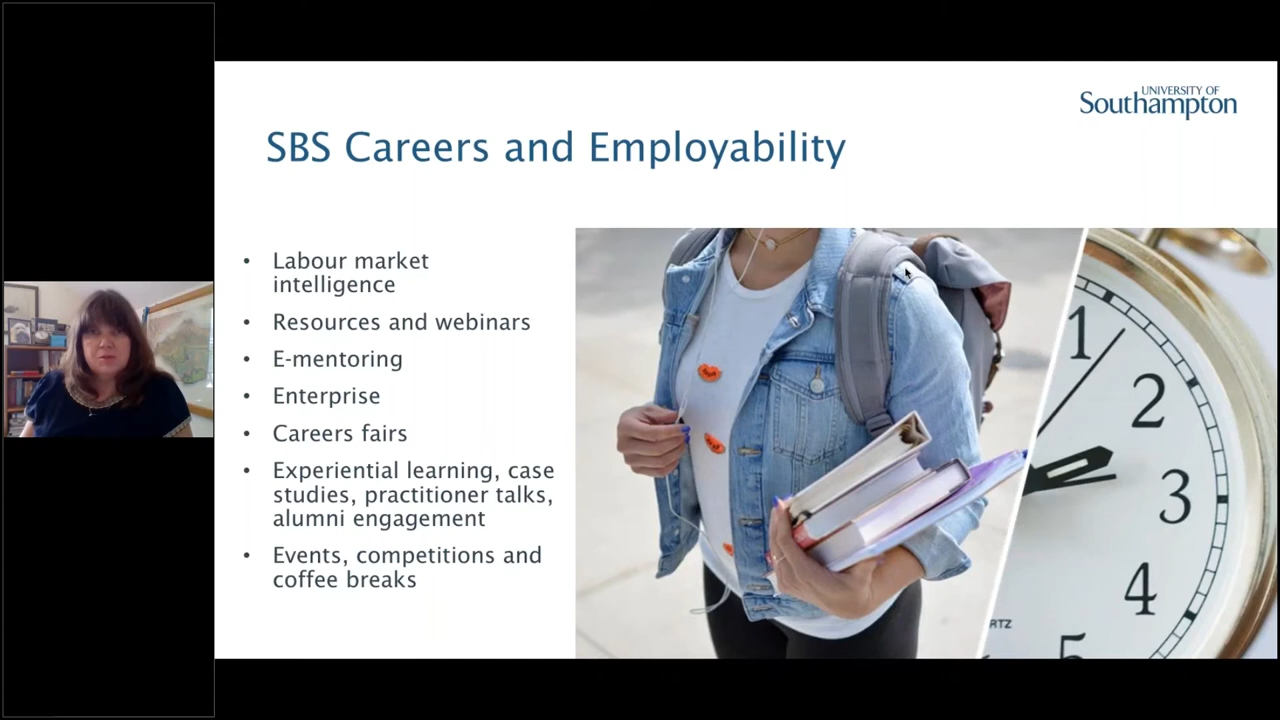 UNIVERSITY OF
Southampton
SBS Careers and Employability
• Labour market
intelligence
• Resources and webinars
• E-mentoring
• Enterprise
• Careers fairs
• Experiential learning, case
studies, practitioner talks,
alumni engagement
• Events, competitions and
coffee breaks
1
2
3
4
5
RTZ